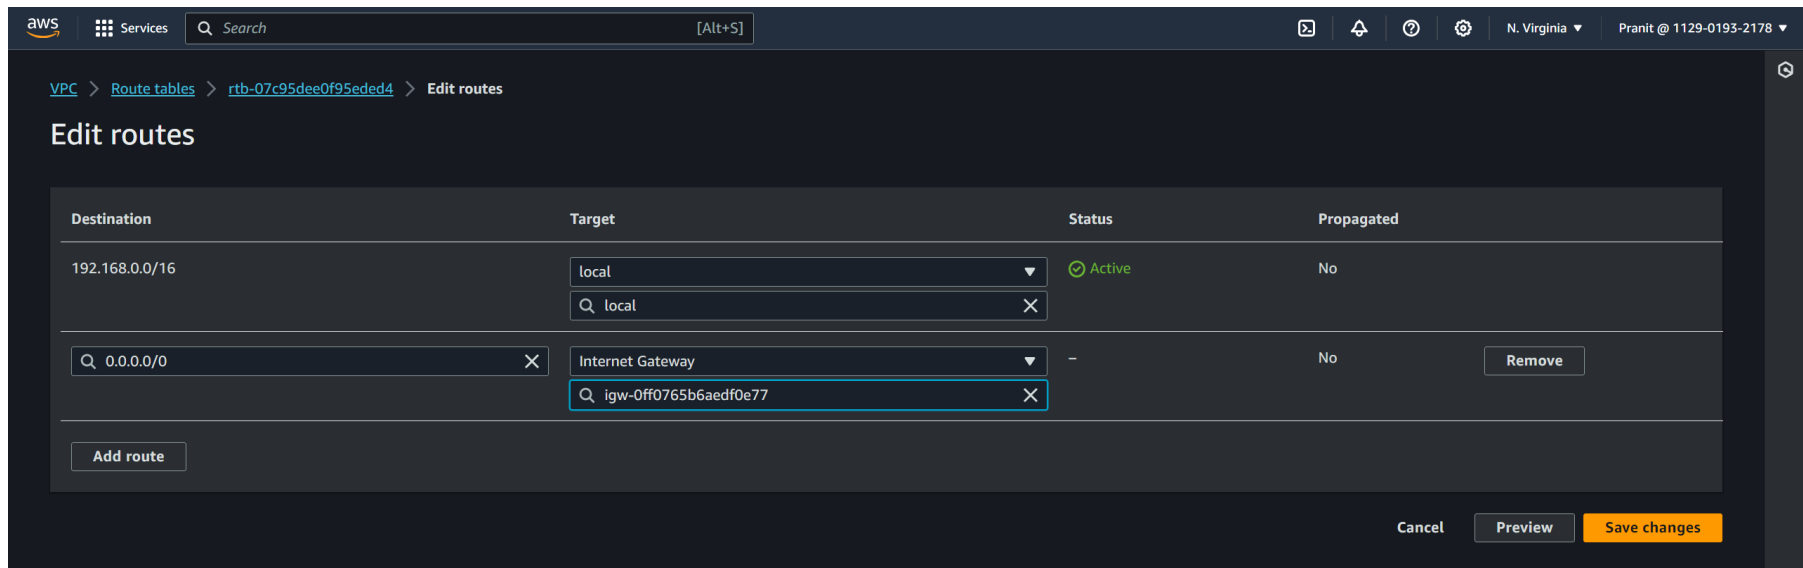 aws Services Search [Alt+S] N. Virginia Pranit @ 1129-0193-2178
VPC Route tables rtb-07c95dee0f95eded4 Edit routes
Edit routes
Destination Target Status Propagated
192.168.0.0/16 local Active No
local
0.0.0.0/0 Internet Gateway – No Remove
igw-0ff0765b6aedf0e77
Add route
Cancel Preview Save changes